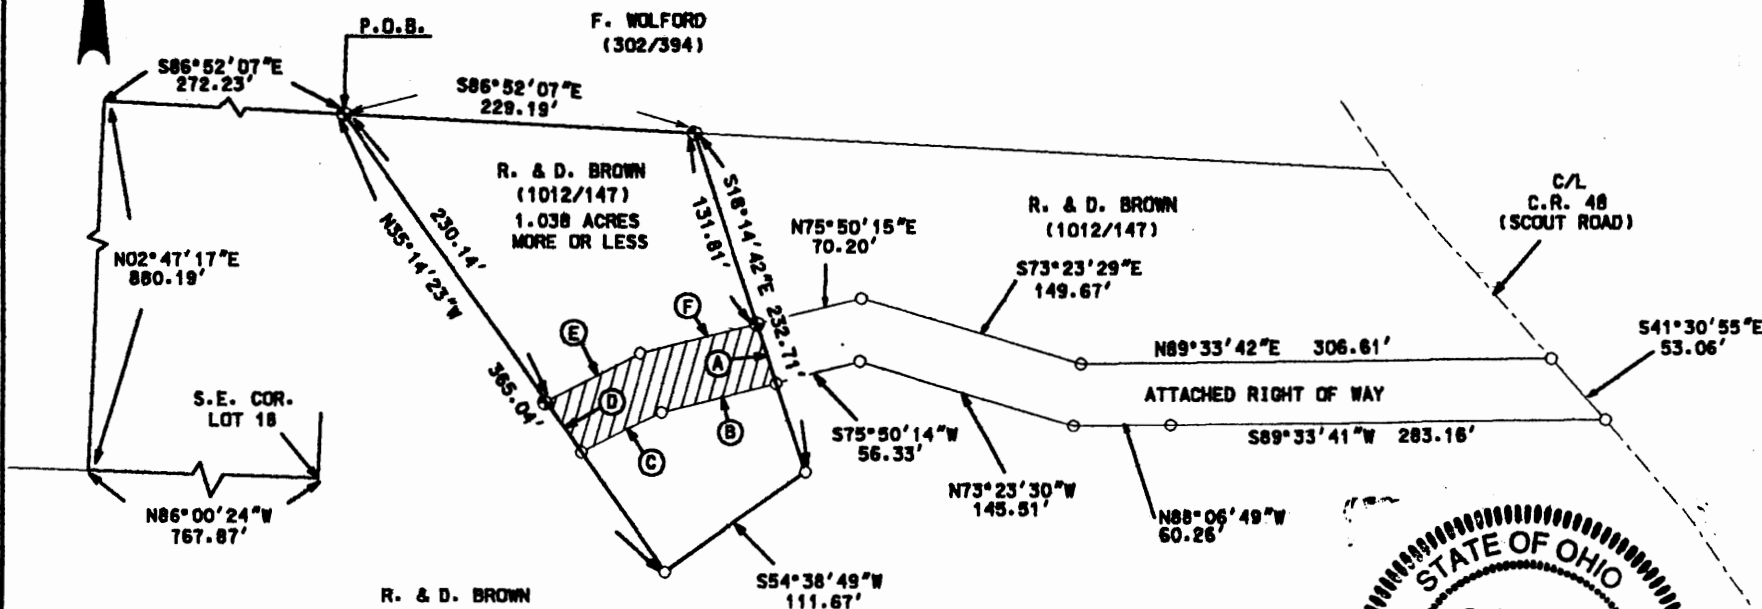 P.O.B.
F. WOLFORD
(302/394)
S86°52'07"E
272.23'
S86°52'07"E
229.19'
R. & D. BROWN
(1012/147)
1.038 ACRES
MORE OR LESS
S18°14'42"E 232.71'
131.81'
N75°50'15"E
70.20'
R. & D. BROWN
(1012/147)
C/L
C.R. 48
(SCOUT ROAD)
N02°47'17"E
880.19'
230.14'
N35°14'23"W
365.04'
S73°23'29"E
149.67'
S41°30'55"E
53.06'
E
F
A
D
B
C
N89°33'42"E 306.61'
ATTACHED RIGHT OF WAY
S.E. COR.
LOT 18
S75°50'14"W
56.33'
S89°33'41"W 283.16'
N86°00'24"W
767.87'
N73°23'30"W
145.51'
N88°06'49"W
60.26'
S54°38'49"W
111.67'
R. & D. BROWN
STATE OF OHIO